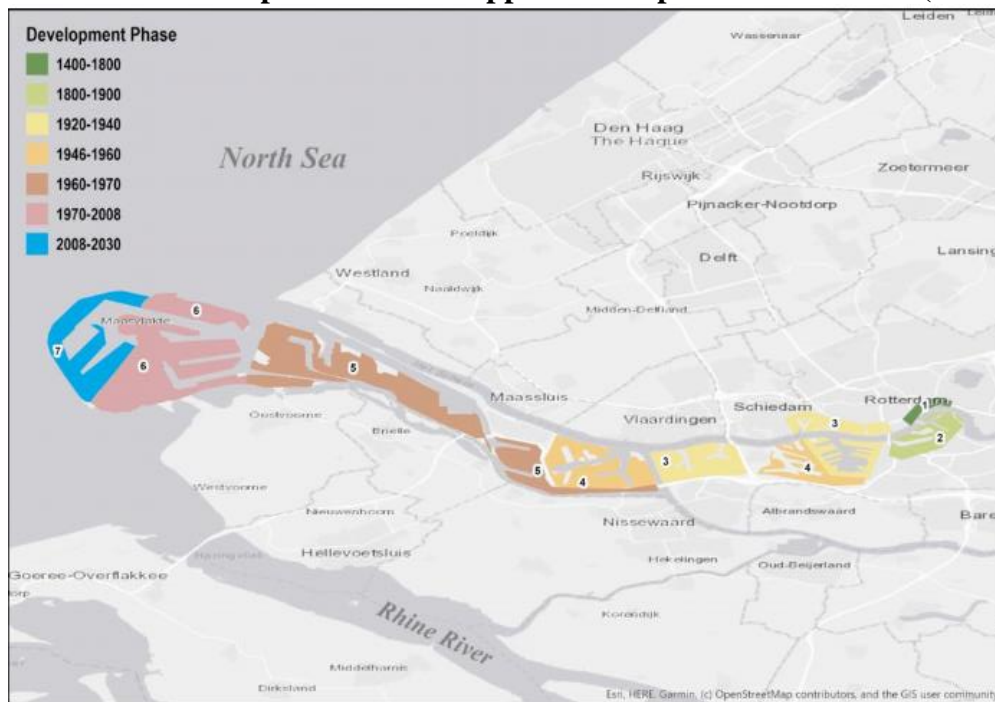 Development Phase
1400-1800
1800-1900
1920-1940
1946-1960
1960-1970
1970-2008
2008-2030
Leiden
Wassenaar
North Sea
Den Haag
The Hague
Rijswijk
Zoetermeer
Pijnacker-Nootdorp
Poeldijk
Delft
Lansing
Westland
Naaldwijk
Midden-Delfland
6
Maasvlakte
7
6
5
Maassluis
Vlaardingen
Schiedam
Rotterdam
1
3
2
Oostvoorne
Brielle
3
5
4
4
Westvoorne
Nieuwenhoorn
Nissewaard
Albrandswaard
Bare
Hellevoetsluis
Hekelingen
Oud-Beijerland
Goeree-Overflakkee
Korendijk
Rhine River
Middelharnis
Dirksland
Esri, HERE, Garmin, (c) OpenStreetMap contributors, and the GIS user community